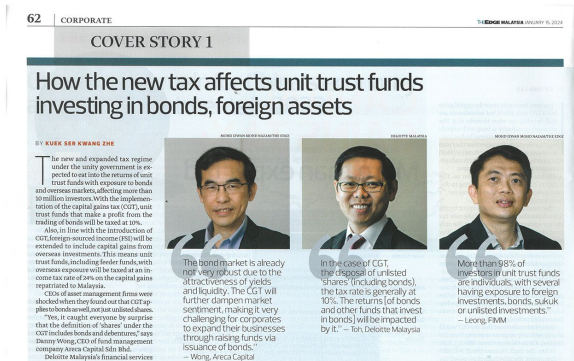 62 | CORPORATE
THEEDGE MALAYSIA JANUARY 15, 2024
COVER STORY 1
How the new tax affects unit trust funds
investing in bonds, foreign assets
BY KUEK SER KWANG ZHE
The new and expanded tax regime
under the unity government is ex-
pected to eat into the returns of unit
trust funds with exposure to bonds
and overseas markets, affecting more than
10 million investors. With the implemen-
tation of the capital gains tax (CGT), unit
trust funds that make a profit from the
trading of bonds will be taxed at 10%.
Also, in line with the introduction of
CGT, foreign-sourced income (FSI) will be
extended to include capital gains from
overseas investments. This means unit
trust funds, including feeder funds, with
overseas exposure will be taxed at an in-
come tax rate of 24% on the capital gains
repatriated to Malaysia.
CEOs of asset management firms were
shocked when they found out that CGT ap-
plies to bonds as well, not just unlisted shares.
"Yes, it caught everyone by surprise
that the definition of 'shares' under the
CGT includes bonds and debentures," says
Danny Wong, CEO of fund management
company Areca Capital Sdn Bhd.
Deloitte Malaysia's financial services
MOHD IZWAN MOHD NAZAM/THE EDGE
The bond market is already
not very robust due to the
attractiveness of yields
and liquidity. The CGT will
further dampen market
sentiment, making it very
challenging for corporates
to expand their businesses
through raising funds via
issuance of bonds."
— Wong, Areca Capital
DELOITTE MALAYSIA
In the case of CGT,
the disposal of unlisted
'shares' (including bonds),
the tax rate is generally at
10%. The returns [of bonds
and other funds that invest
in bonds] will be impacted
by it." — Toh, Deloitte Malaysia
MOHD IZWAN MOHD NAZAM/THE EDGE
More than 98% of
investors in unit trust funds
are individuals, with several
having exposure to foreign
investments, bonds, sukuk
or unlisted investments."
— Leong, FIMM